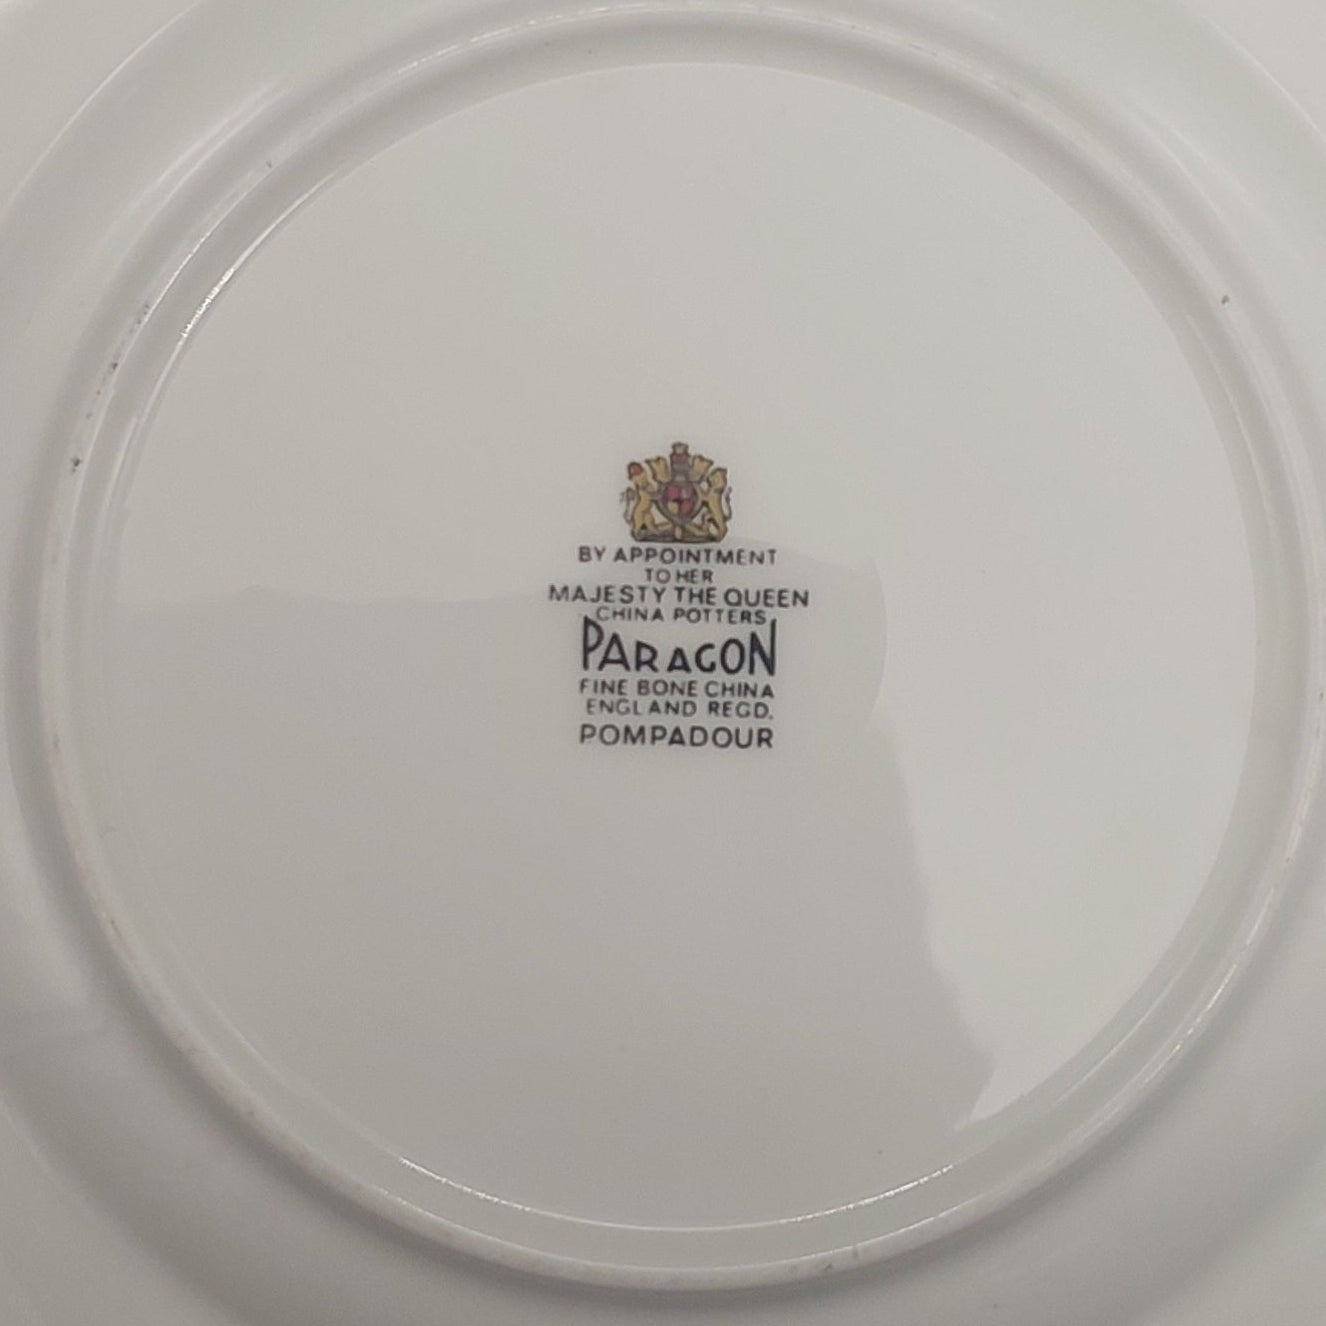 BY APPOINTMENT
TO HER
MAJESTY THE QUEEN
CHINA POTTERS
PARAGON
FINE BONE CHINA
ENGLAND REGD.
POMPADOUR